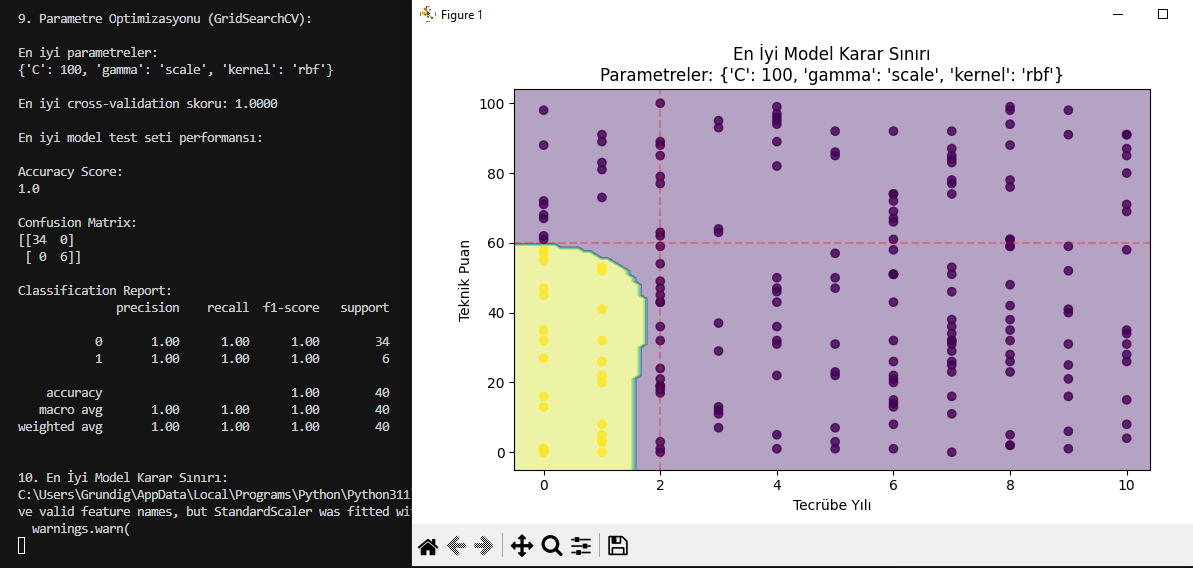 9. Parametre Optimizasyonu (GridSearchCV):
En iyi parametreler:
{'C': 100, 'gamma': 'scale', 'kernel': 'rbf'}
En iyi cross-validation skoru: 1.0000
En iyi model test seti performansı:
Accuracy Score:
1.0
Confusion Matrix:
[[34  0]
 [ 0  6]]
Classification Report:
              precision    recall  f1-score   support
           0       1.00      1.00      1.00        34
           1       1.00      1.00      1.00         6
    accuracy                           1.00        40
   macro avg       1.00      1.00      1.00        40
weighted avg       1.00      1.00      1.00        40
10. En İyi Model Karar Sınırı:
C:\Users\Grundig\AppData\Local\Programs\Python\Python311
ve valid feature names, but StandardScaler was fitted wi
  warnings.warn(
Figure 1
En İyi Model Karar Sınırı
Parametreler: {'C': 100, 'gamma': 'scale', 'kernel': 'rbf'}
100
80
60
40
20
0
Teknik Puan
0 2 4 6 8 10
Tecrübe Yılı